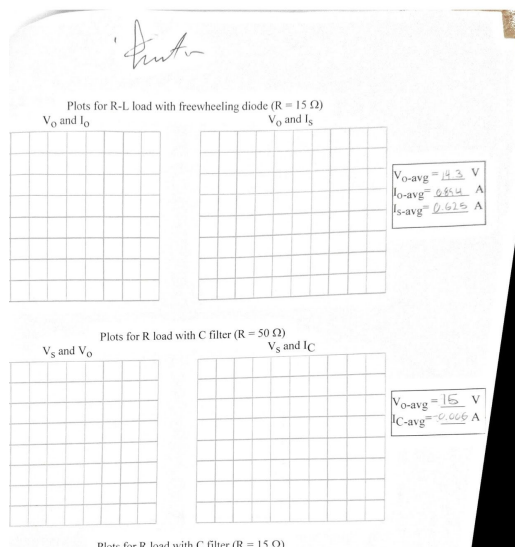 Plots for R-L load with freewheeling diode (R = 15 Ω)
V_O and I_O
V_O and I_S
V_O-avg = 14.3 V
I_O-avg = 0.894 A
I_S-avg = 0.625 A
Plots for R load with C filter (R = 50 Ω)
V_S and V_O
V_S and I_C
V_O-avg = 15 V
I_C-avg = -0.006 A
Plots for R load with C filter (R = 15 Ω)